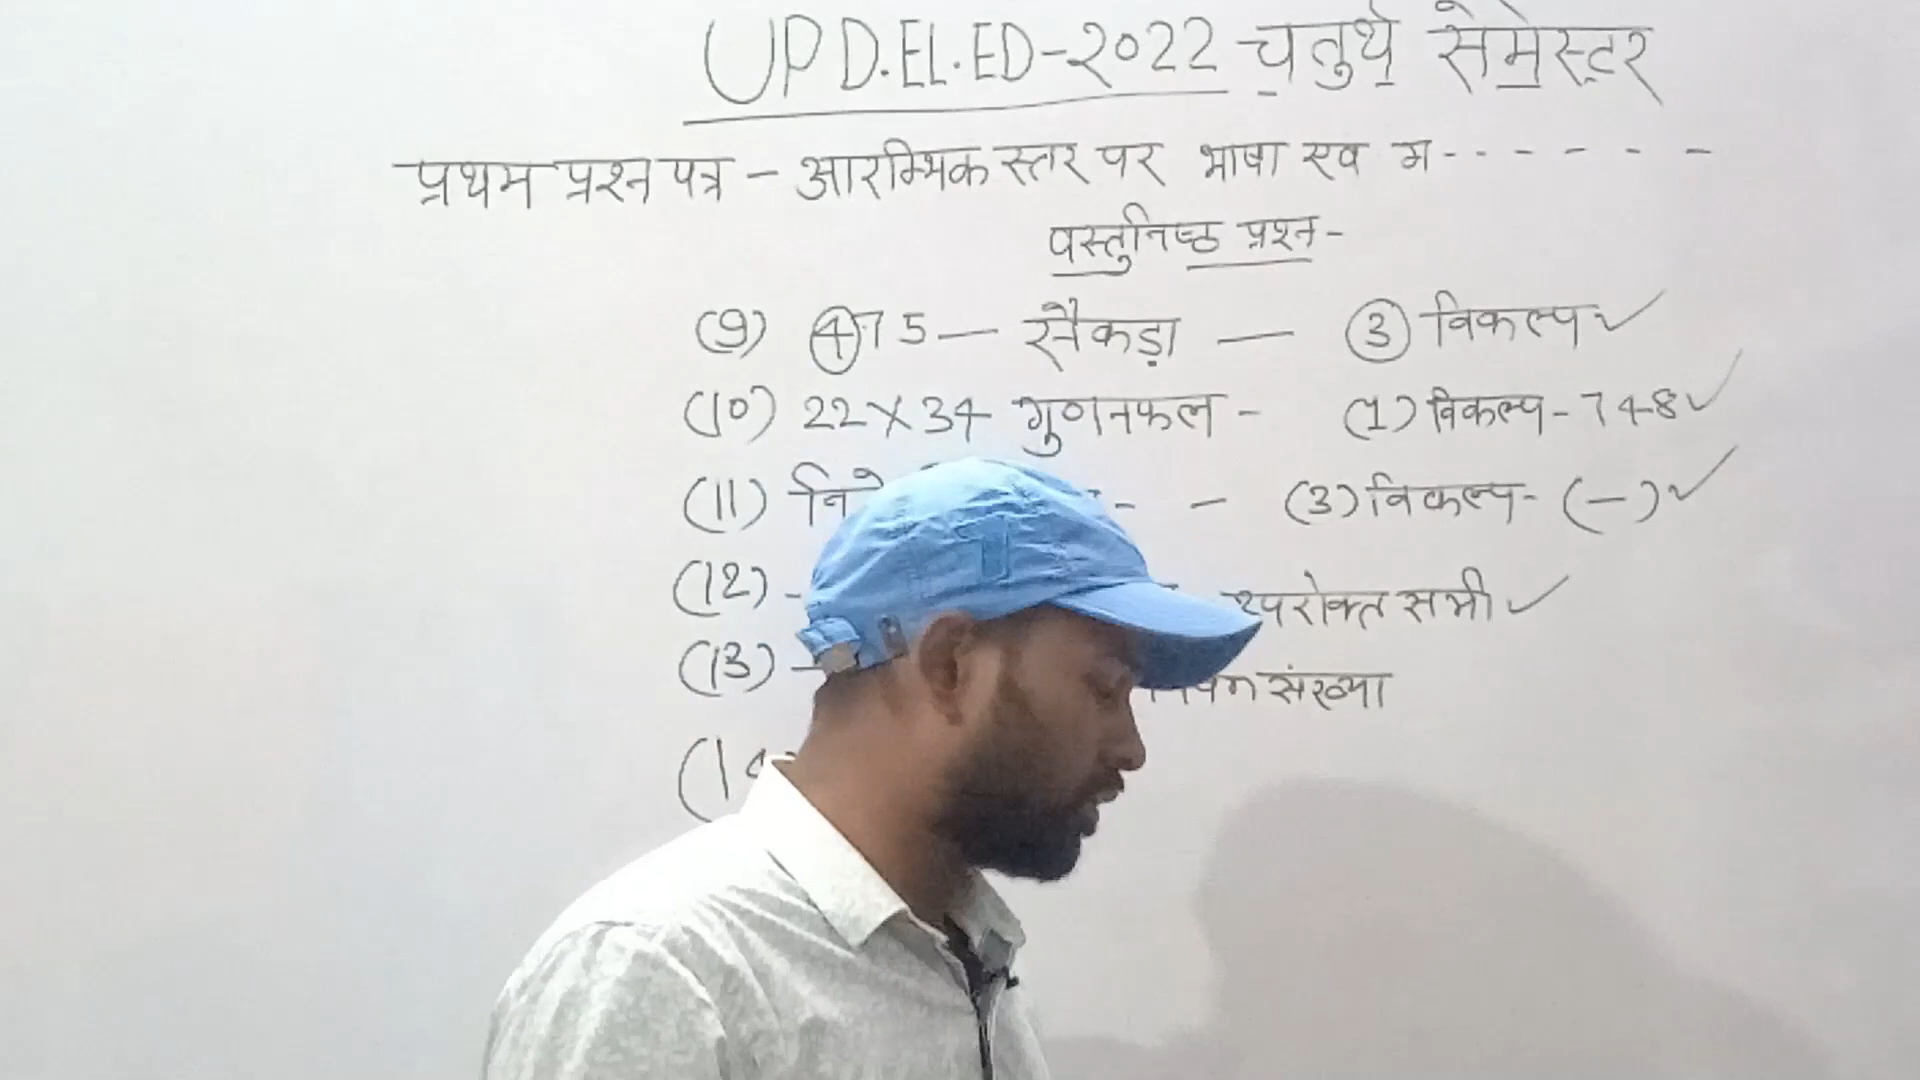 UP D.EL.ED-२०22 चतुर्थ सेमेस्टर
प्रथम प्रश्न पत्र - आरम्भिक स्तर पर भाषा एवं ग - - - - - -
वस्तुनिष्ठ प्रश्न-
(9) ④75 — सैकड़ा — ③ विकल्प ✓
(10) 22 X 34 गुणनफल - (1) विकल्प - 748 ✓
(11) - - (3) विकल्प - (-) ✓
(12) - उपरोक्त सभी ✓
(13) - संख्या